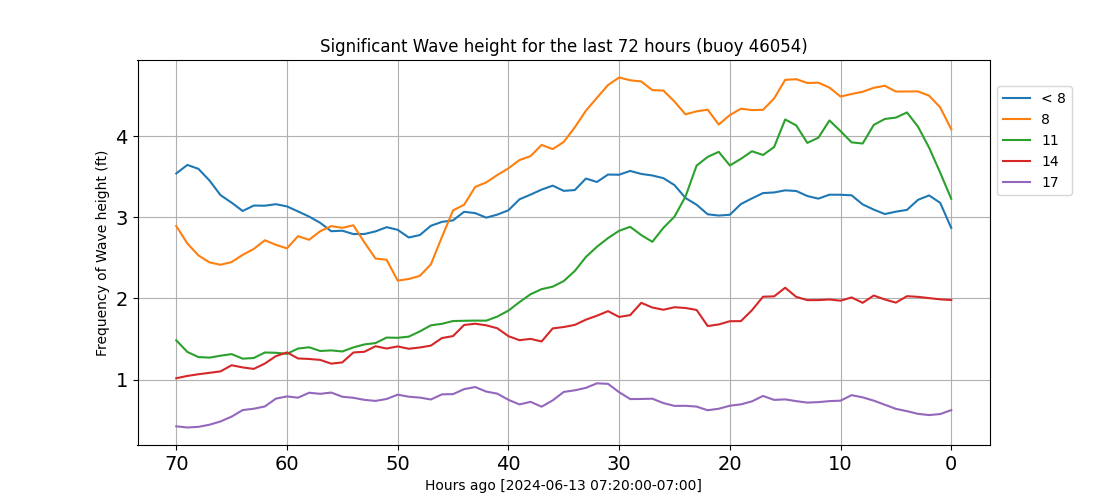 Significant Wave height for the last 72 hours (buoy 46054)
Frequency of Wave height (ft)
4
3
2
1
70 60 50 40 30 20 10 0
Hours ago [2024-06-13 07:20:00-07:00]
< 8
8
11
14
17